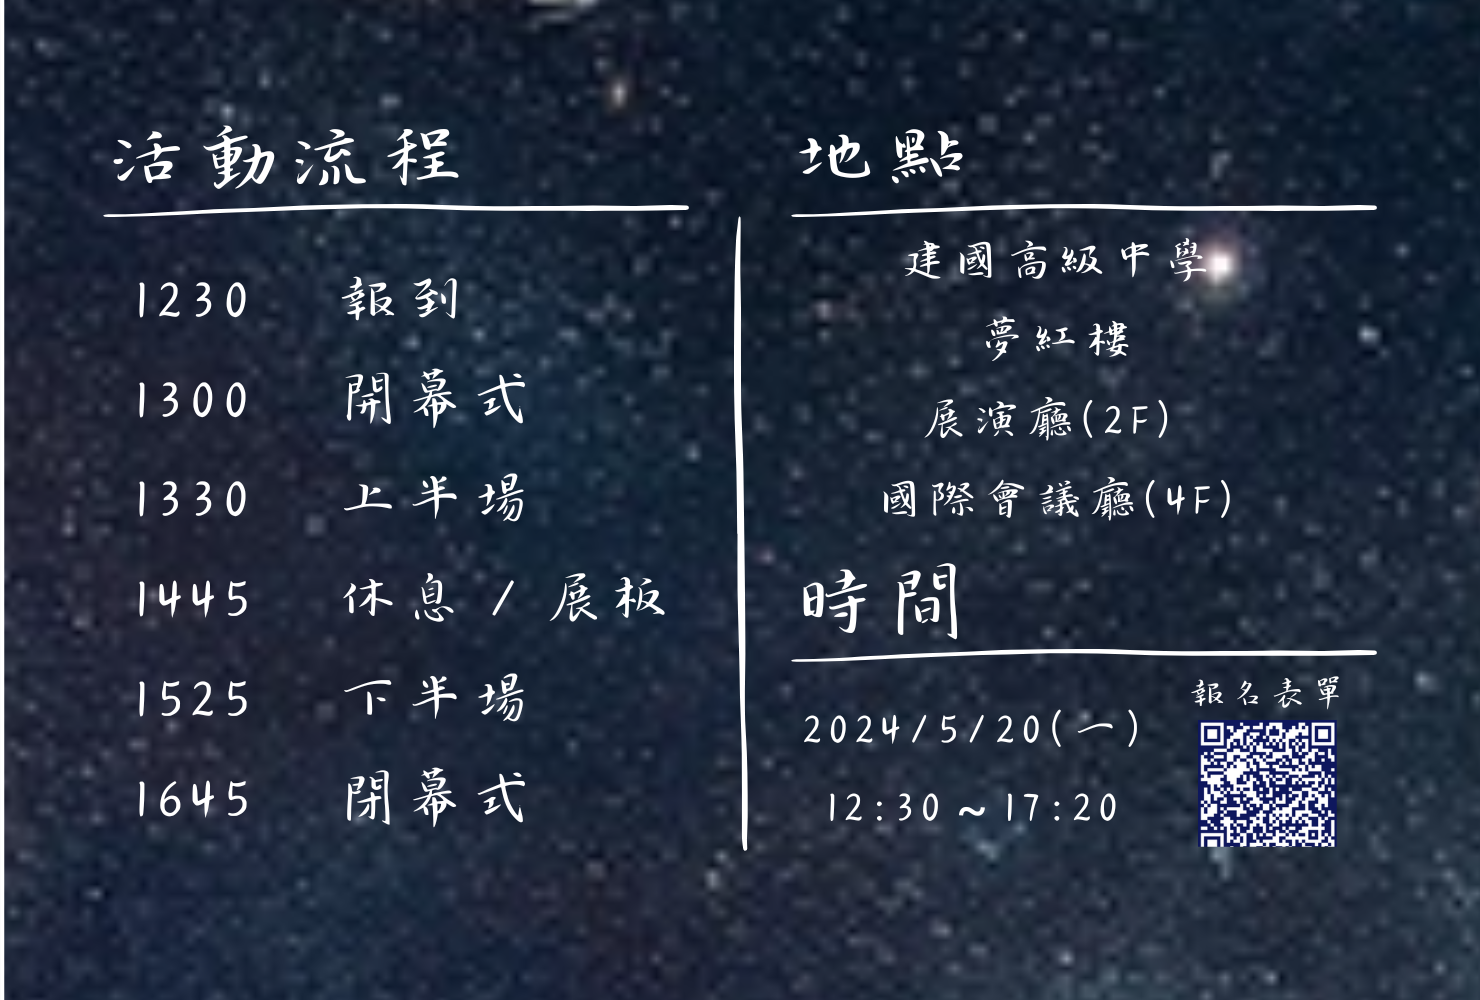 活動流程
1230 報到
1300 開幕式
1330 上半場
1445 休息 / 展板
1525 下半場
1645 閉幕式
地點
建國高級中學
夢紅樓
展演廳(2F)
國際會議廳(4F)
時間
2024/5/20(一)
12:30 ~ 17:20
報名表單